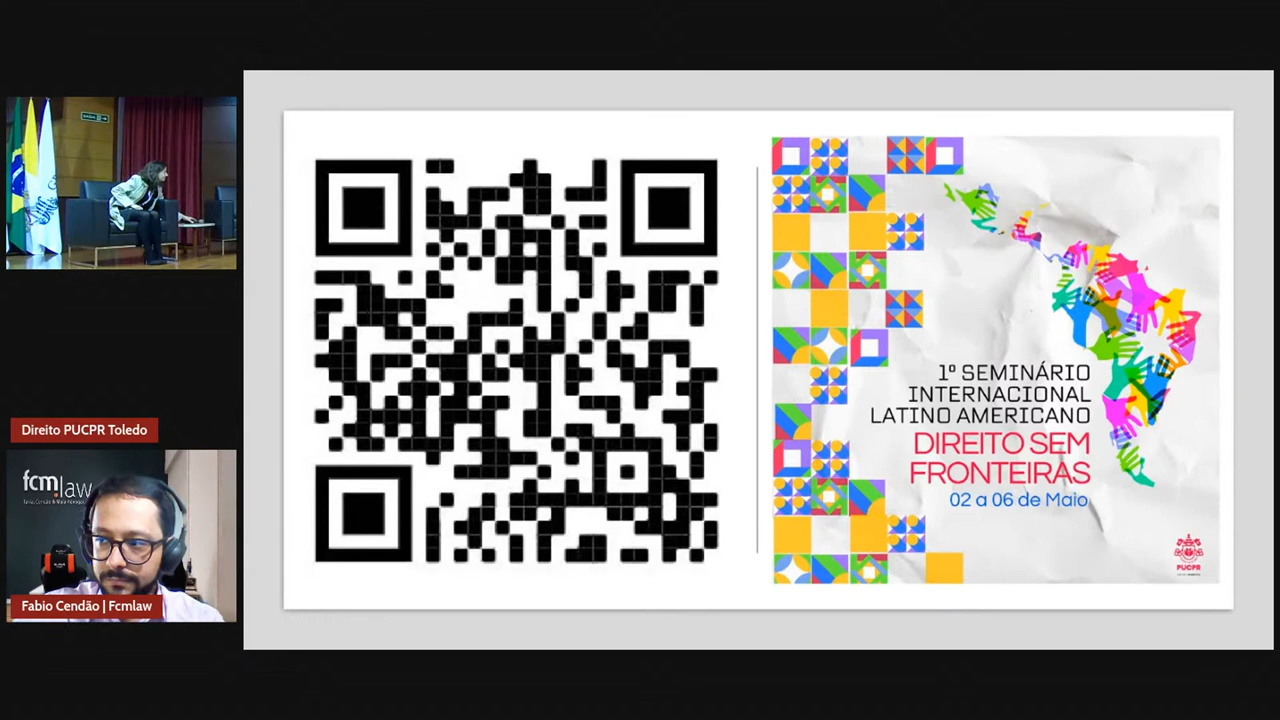 Direito PUCPR Toledo
fcm.law
Fabio Cendão | Fcmlaw
1º SEMINÁRIO
INTERNACIONAL
LATINO AMERICANO
DIREITO SEM
FRONTEIRAS
02 a 06 de Maio
PUCPR